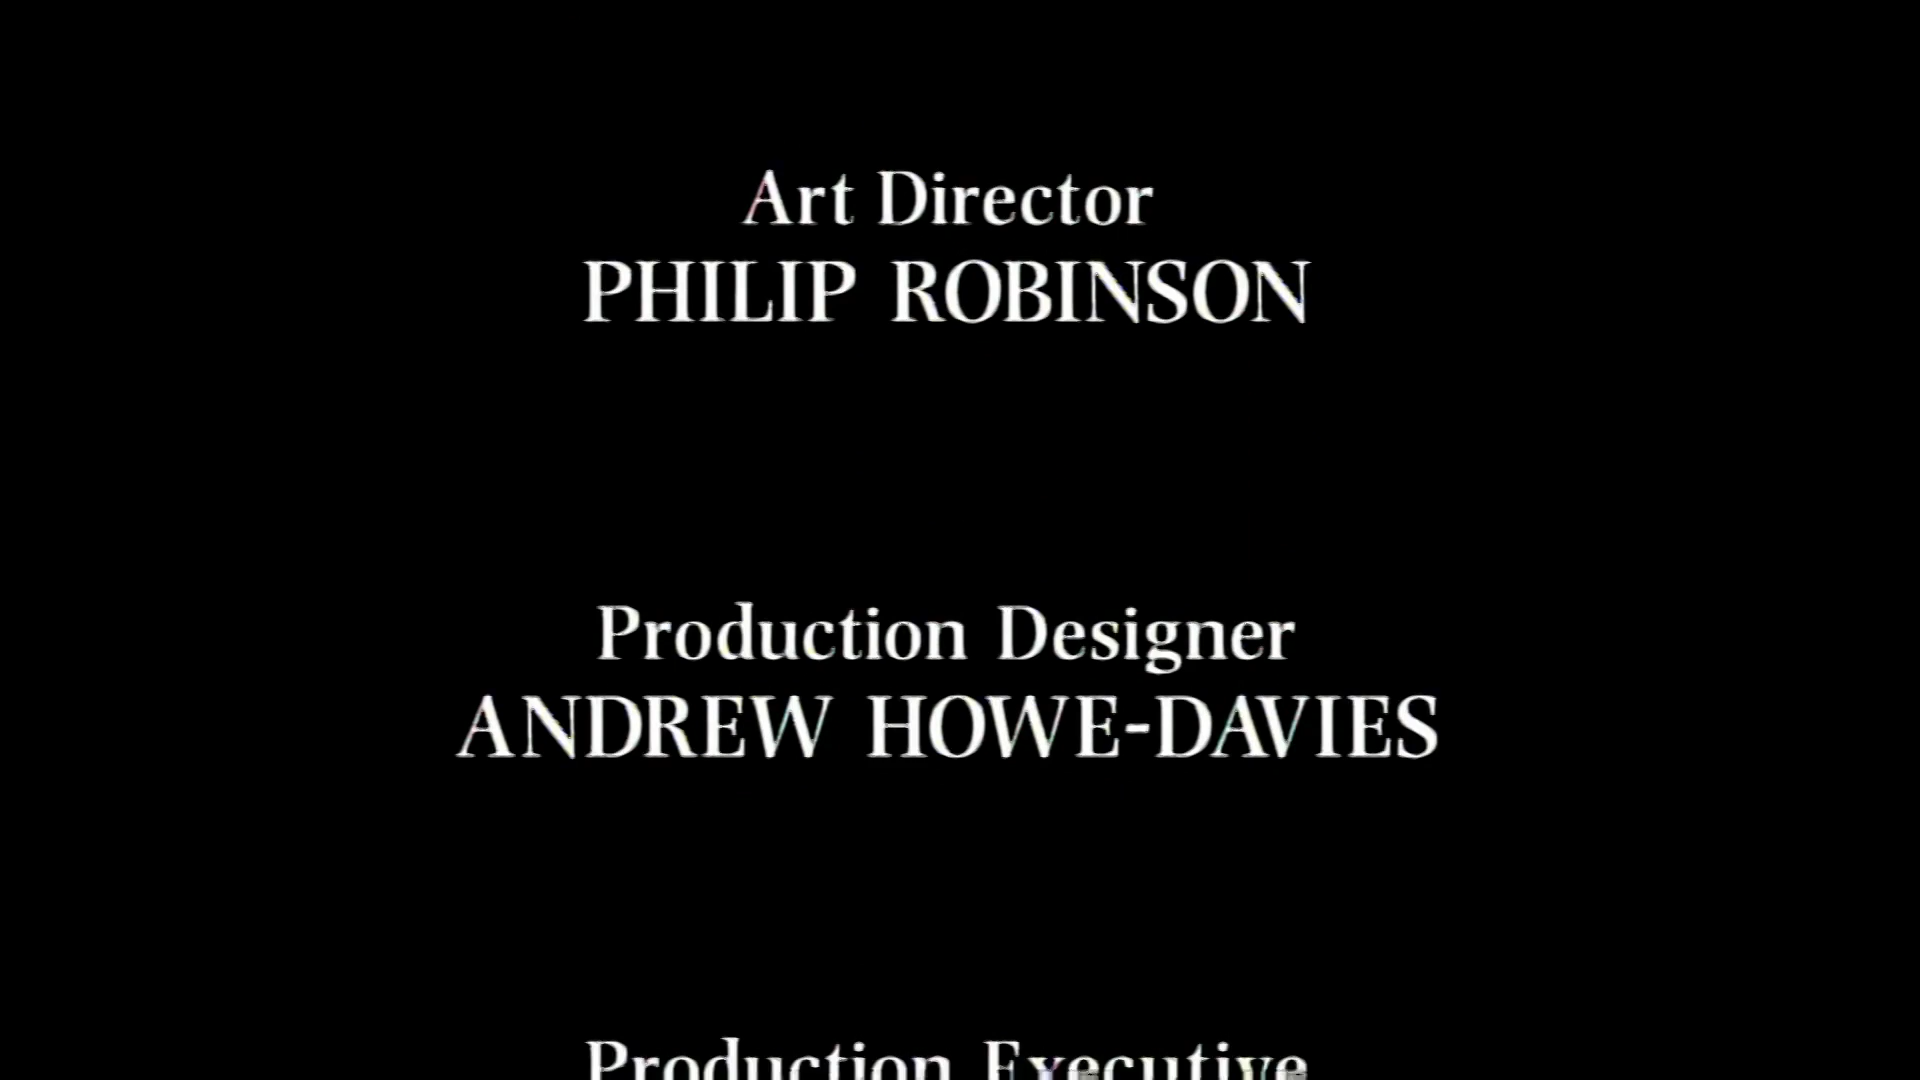 Art Director
PHILIP ROBINSON
Production Designer
ANDREW HOWE-DAVIES
Production Executive